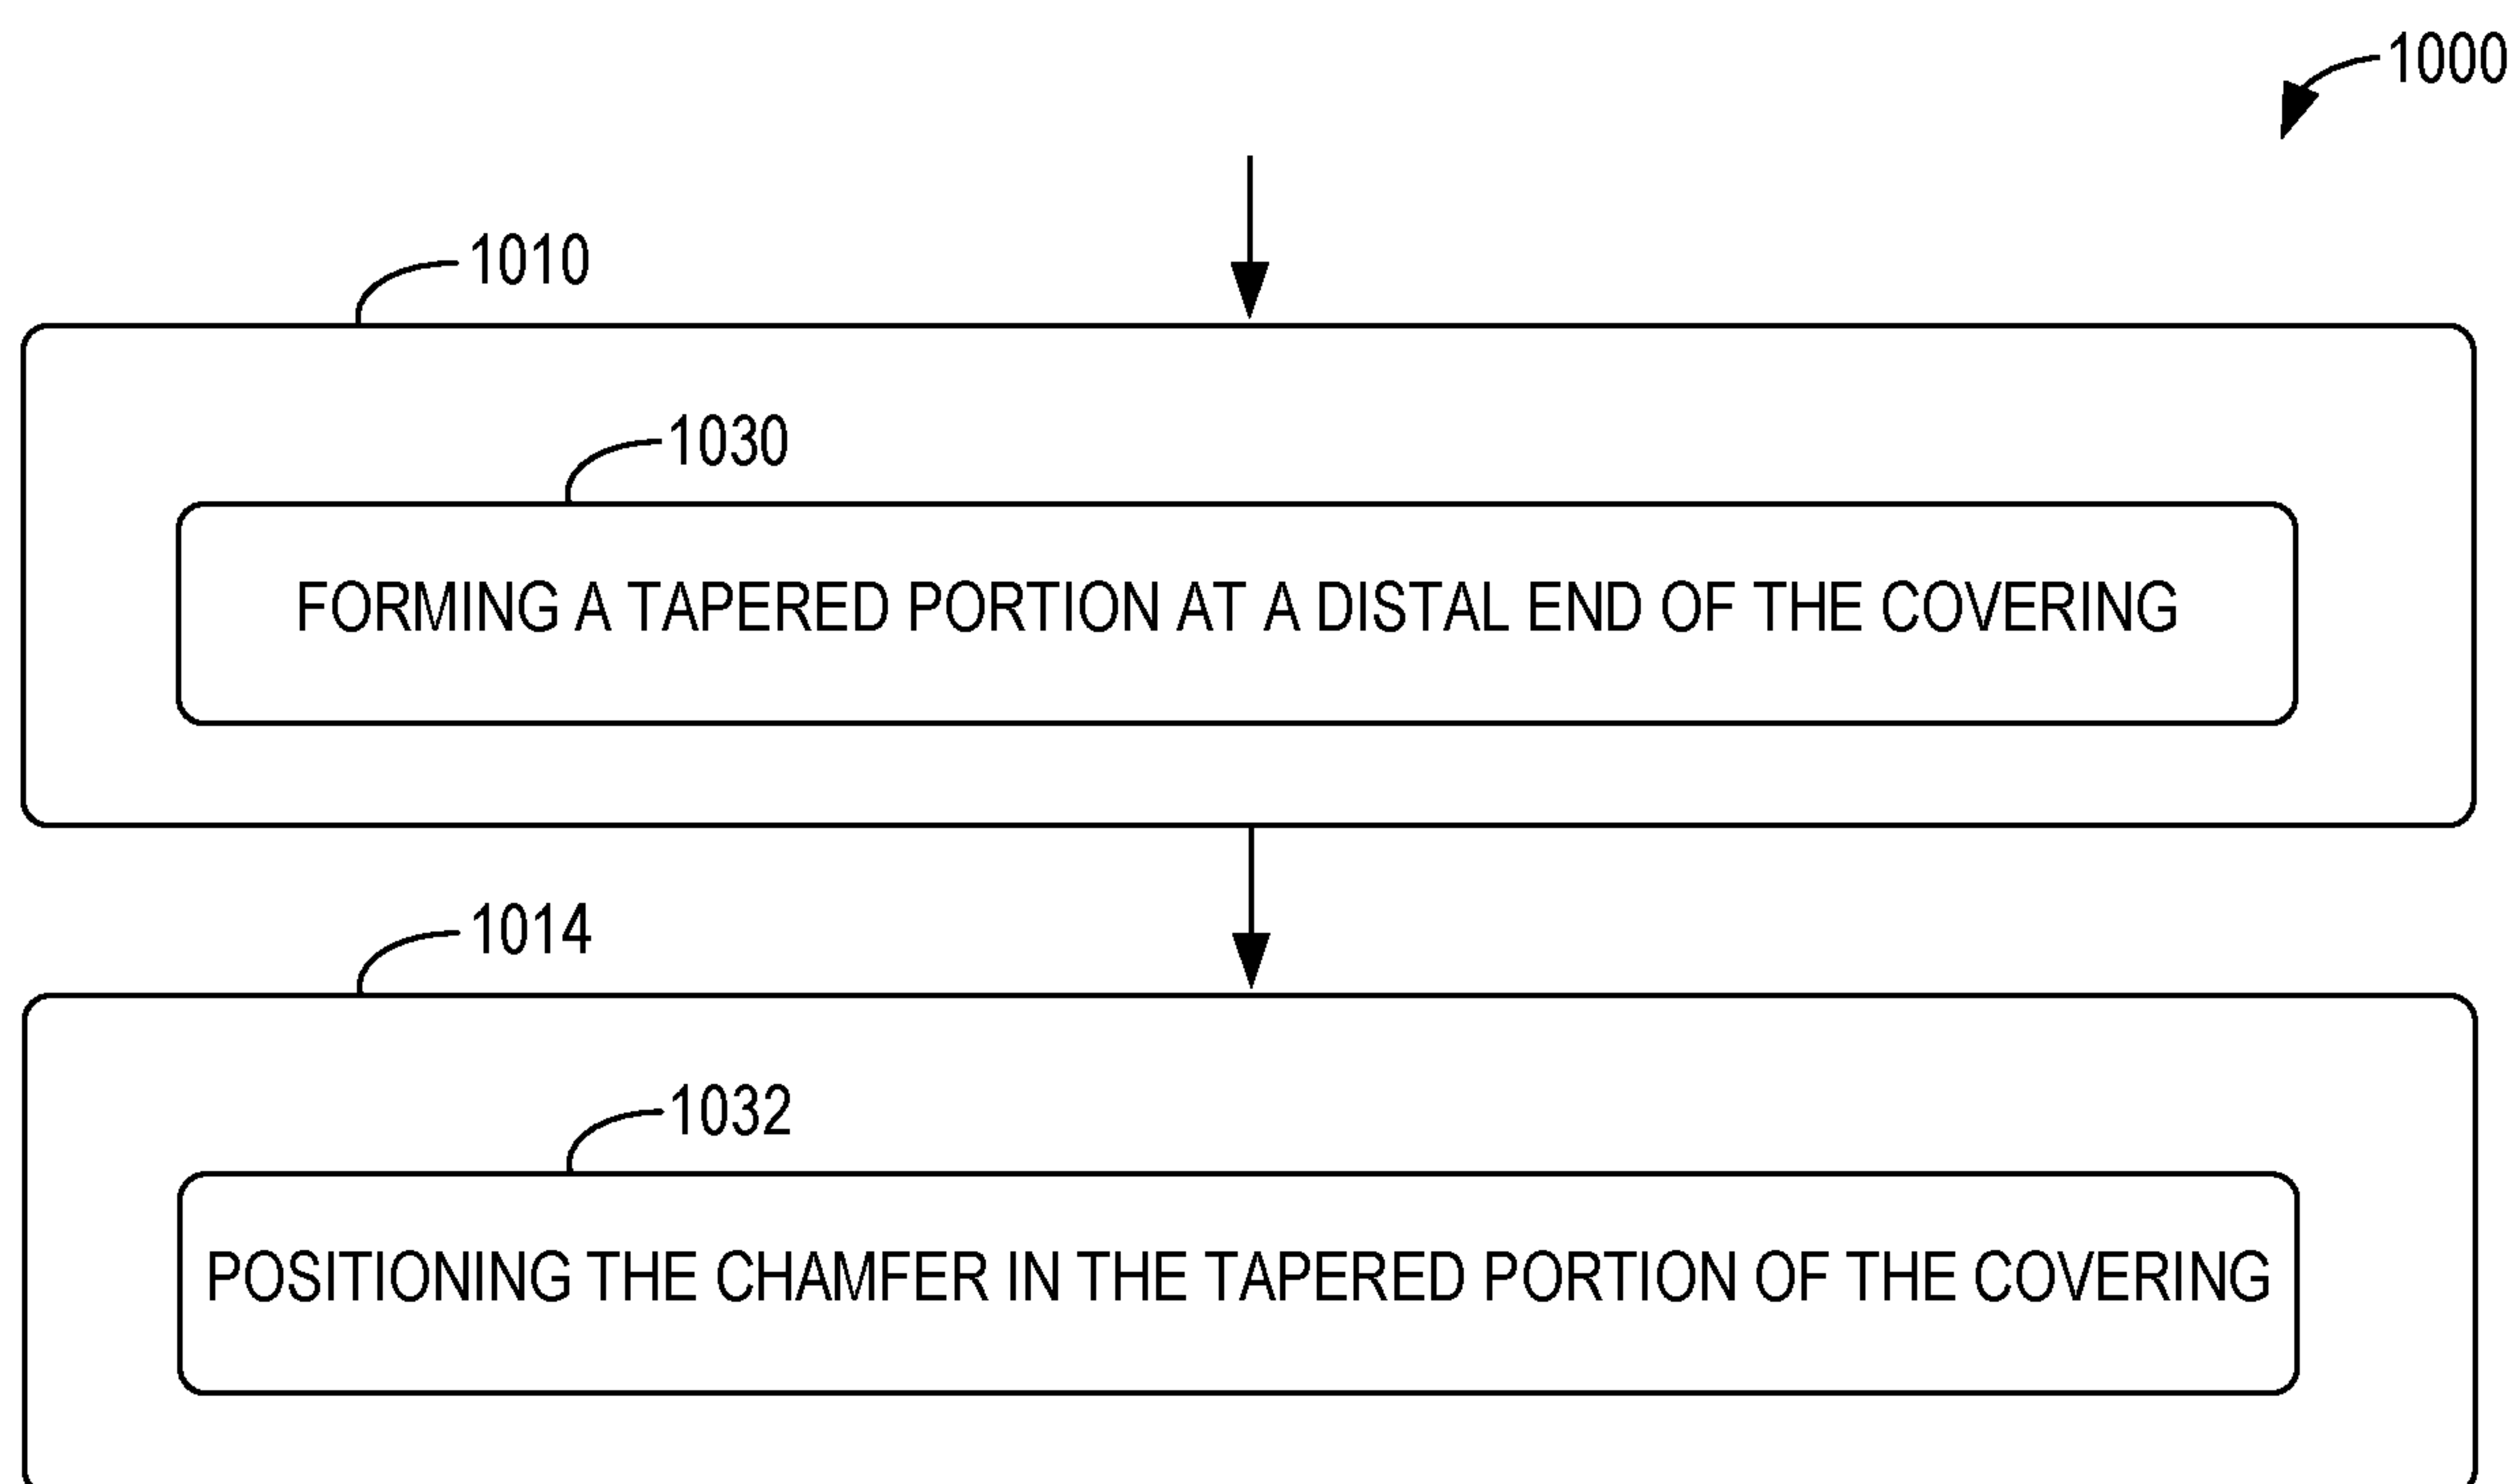 1000
1010
1030
FORMING A TAPERED PORTION AT A DISTAL END OF THE COVERING
1014
1032
POSITIONING THE CHAMFER IN THE TAPERED PORTION OF THE COVERING